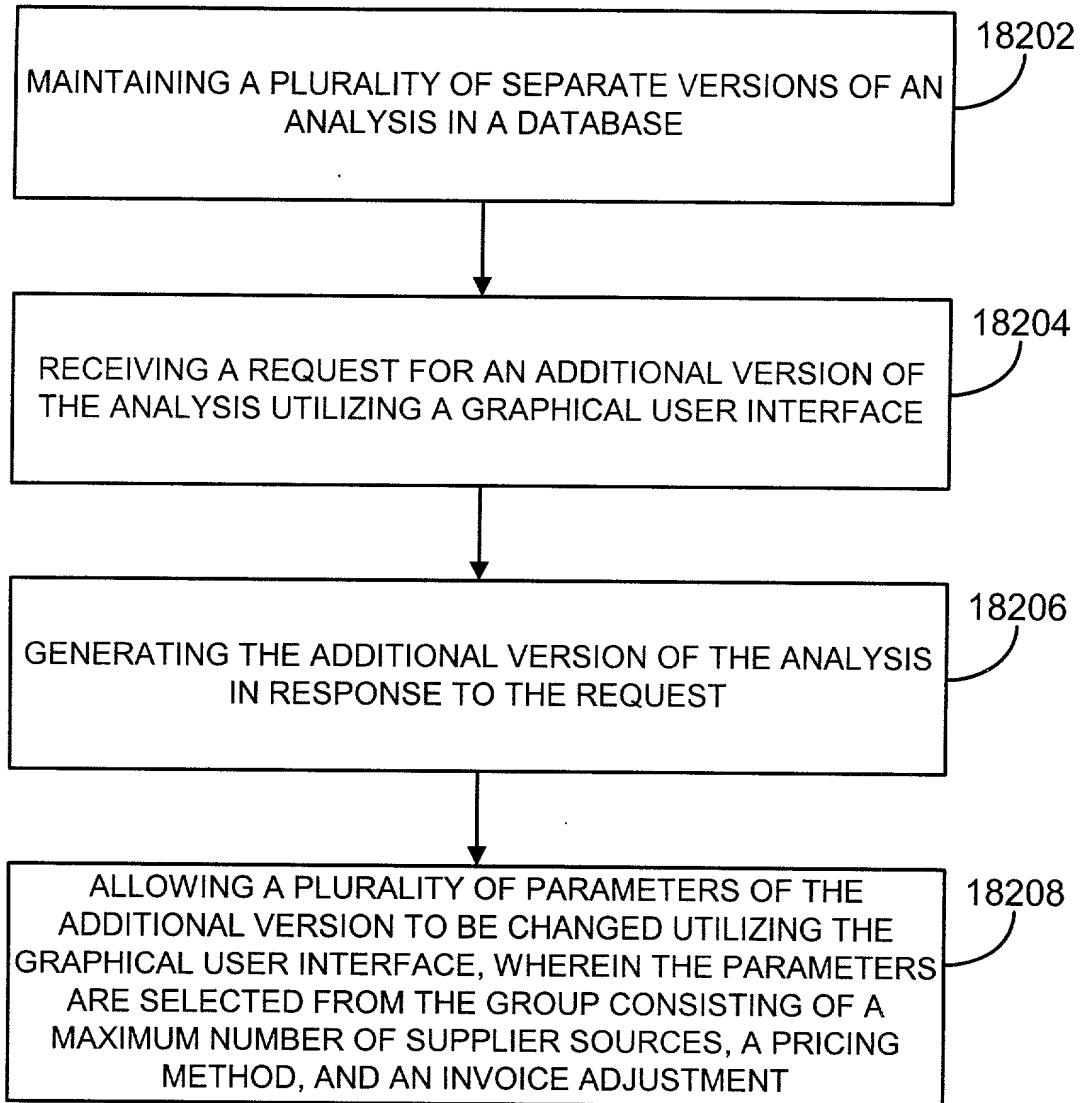 18202
MAINTAINING A PLURALITY OF SEPARATE VERSIONS OF AN
ANALYSIS IN A DATABASE
18204
RECEIVING A REQUEST FOR AN ADDITIONAL VERSION OF
THE ANALYSIS UTILIZING A GRAPHICAL USER INTERFACE
18206
GENERATING THE ADDITIONAL VERSION OF THE ANALYSIS
IN RESPONSE TO THE REQUEST
18208
ALLOWING A PLURALITY OF PARAMETERS OF THE
ADDITIONAL VERSION TO BE CHANGED UTILIZING THE
GRAPHICAL USER INTERFACE, WHEREIN THE PARAMETERS
ARE SELECTED FROM THE GROUP CONSISTING OF A
MAXIMUM NUMBER OF SUPPLIER SOURCES, A PRICING
METHOD, AND AN INVOICE ADJUSTMENT